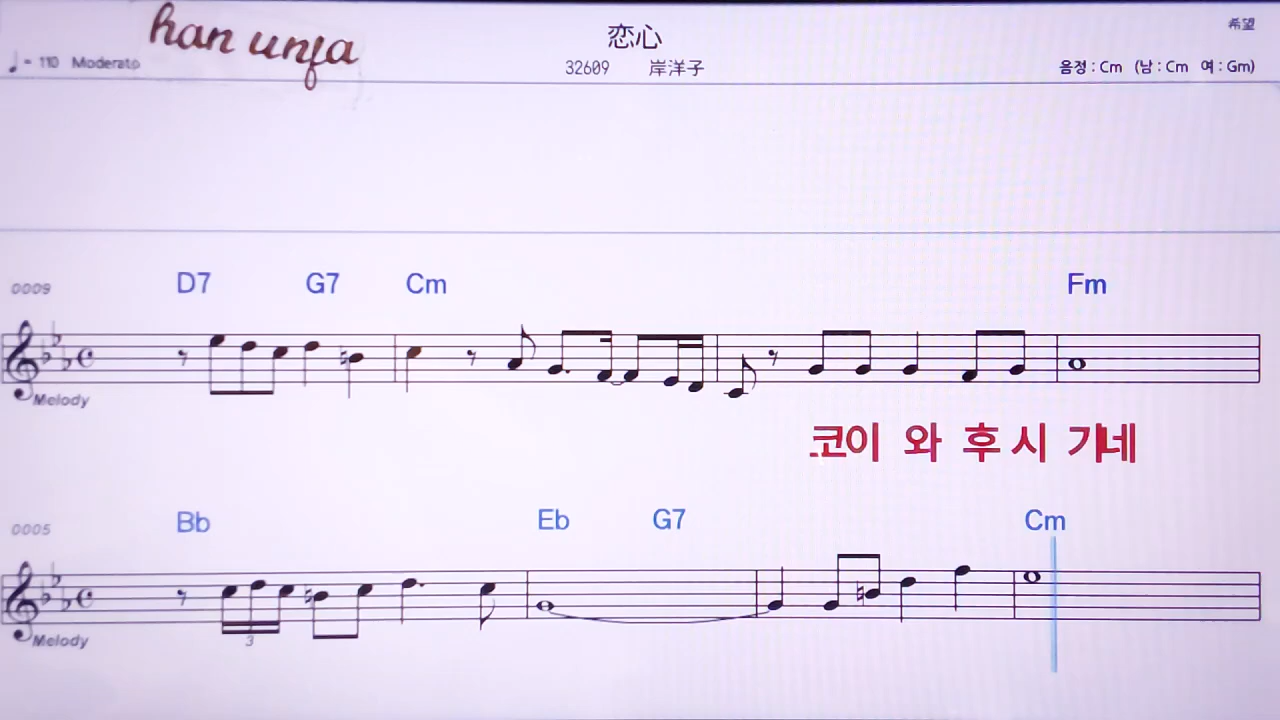 han unja
恋心
希望
= 110 Moderato
32609 岸洋子
음정 : Cm (남 : Cm 여 : Gm)
D7 G7 Cm Fm
0009
Melody
코이 와 후 시 기네
Bb Eb G7 Cm
0005
3
Melody